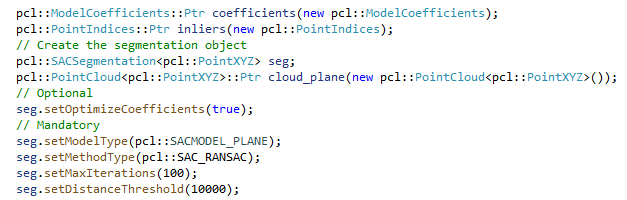 pcl::ModelCoefficients::Ptr coefficients(new pcl::ModelCoefficients);
pcl::PointIndices::Ptr inliers(new pcl::PointIndices);
// Create the segmentation object
pcl::SACSegmentation<pcl::PointXYZ> seg;
pcl::PointCloud<pcl::PointXYZ>::Ptr cloud_plane(new pcl::PointCloud<pcl::PointXYZ>());
// Optional
seg.setOptimizeCoefficients(true);
// Mandatory
seg.setModelType(pcl::SACMODEL_PLANE);
seg.setMethodType(pcl::SAC_RANSAC);
seg.setMaxIterations(100);
seg.setDistanceThreshold(10000);